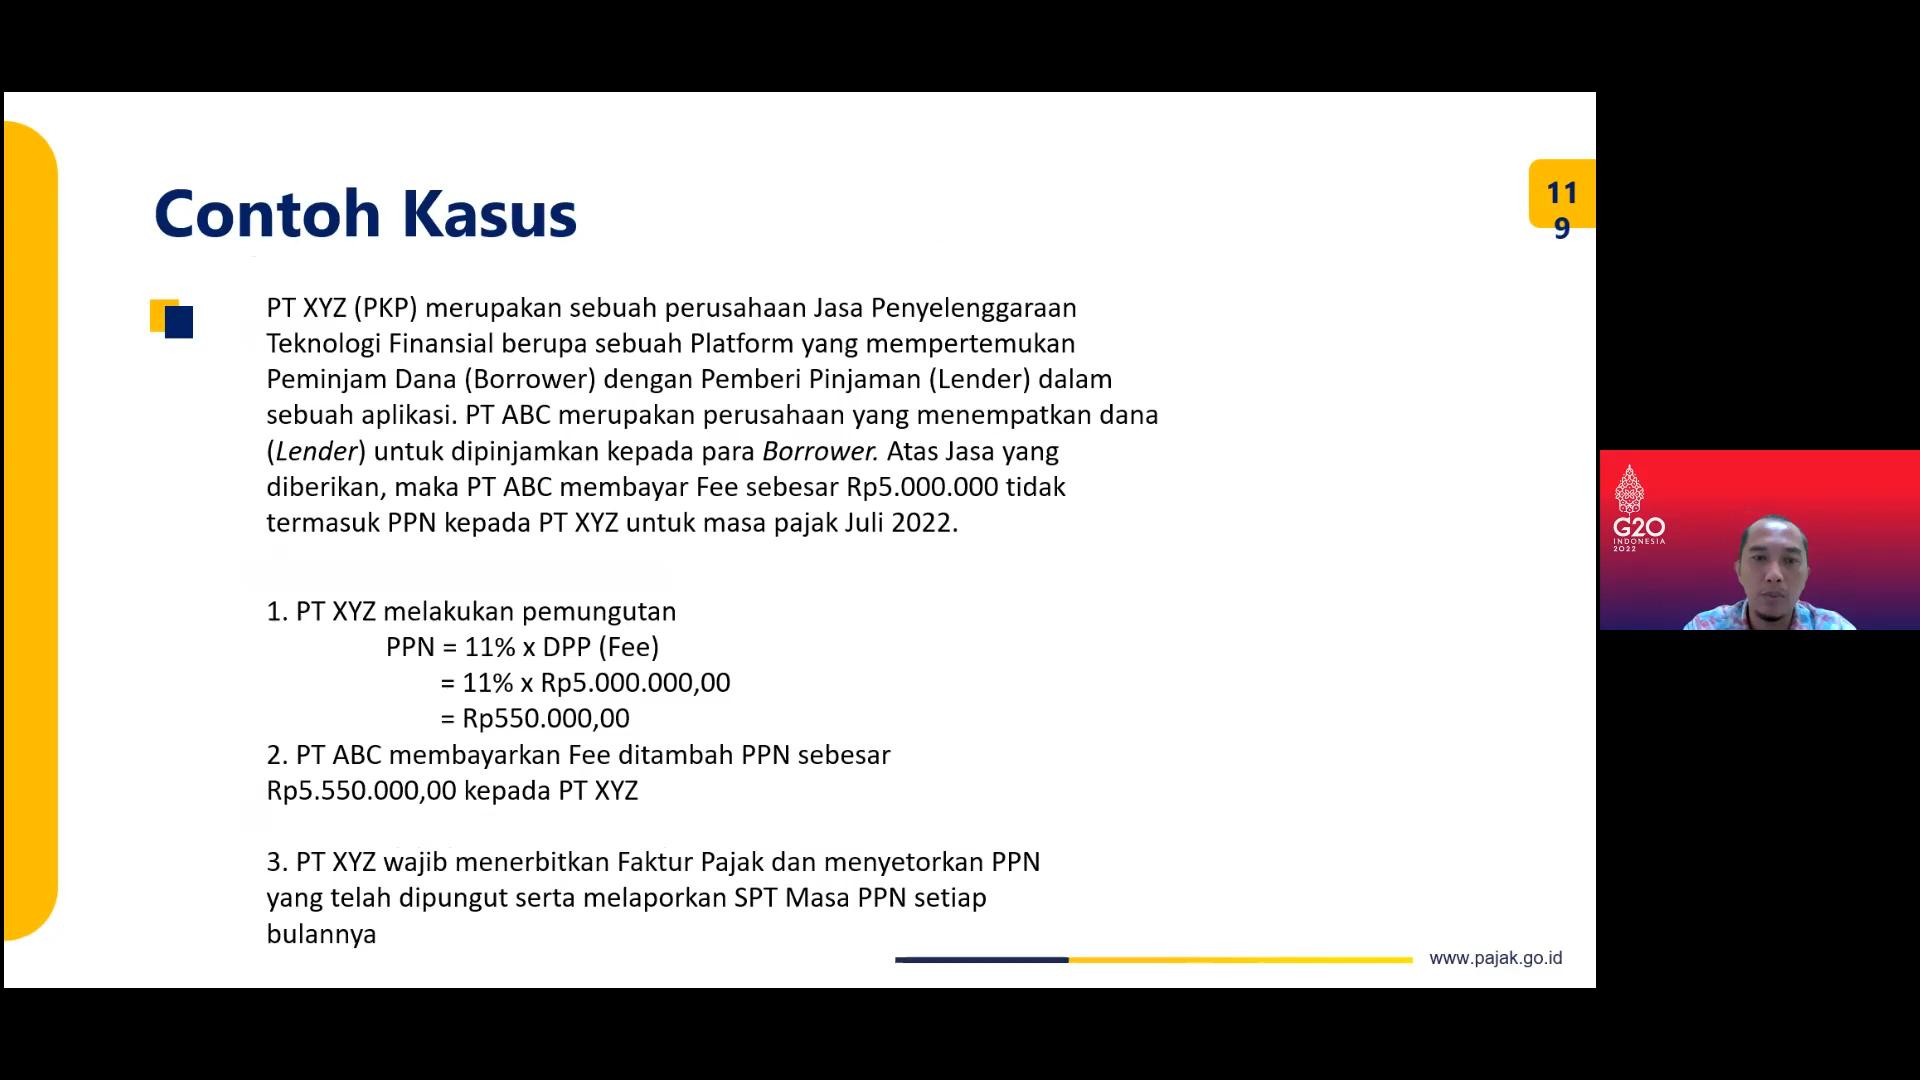 Contoh Kasus
11
9
PT XYZ (PKP) merupakan sebuah perusahaan Jasa Penyelenggaraan
Teknologi Finansial berupa sebuah Platform yang mempertemukan
Peminjam Dana (Borrower) dengan Pemberi Pinjaman (Lender) dalam
sebuah aplikasi. PT ABC merupakan perusahaan yang menempatkan dana
(Lender) untuk dipinjamkan kepada para Borrower. Atas Jasa yang
diberikan, maka PT ABC membayar Fee sebesar Rp5.000.000 tidak
termasuk PPN kepada PT XYZ untuk masa pajak Juli 2022.
1. PT XYZ melakukan pemungutan
PPN = 11% x DPP (Fee)
= 11% x Rp5.000.000,00
= Rp550.000,00
2. PT ABC membayarkan Fee ditambah PPN sebesar
Rp5.550.000,00 kepada PT XYZ
3. PT XYZ wajib menerbitkan Faktur Pajak dan menyetorkan PPN
yang telah dipungut serta melaporkan SPT Masa PPN setiap
bulannya
www.pajak.go.id
G20
INDONESIA
2022